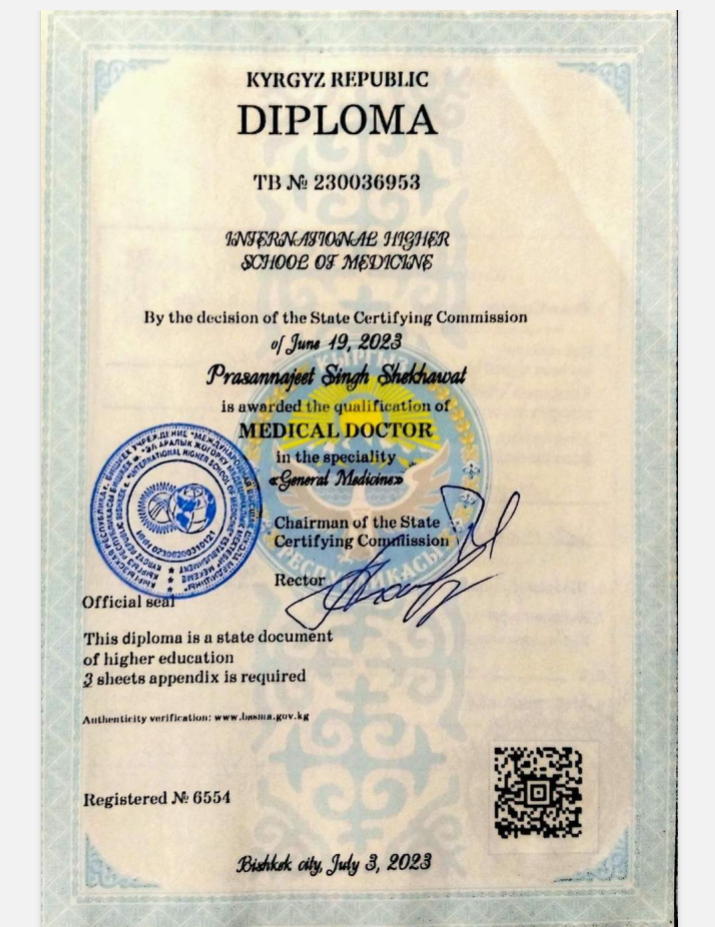 KYRGYZ REPUBLIC
DIPLOMA
TB № 230036953
INTERNATIONAL HIGHER
SCHOOL OF MEDICINE
By the decision of the State Certifying Commission
of June 19, 2023
Prasannajeet Singh Shekhawat
is awarded the qualification of
MEDICAL DOCTOR
in the speciality
«General Medicine»
Chairman of the State
Certifying Commission
Rector
Official seal
This diploma is a state document
of higher education
3 sheets appendix is required
Authenticity verification: www.basma.gov.kg
Registered № 6554
Bishkek city, July 3, 2023